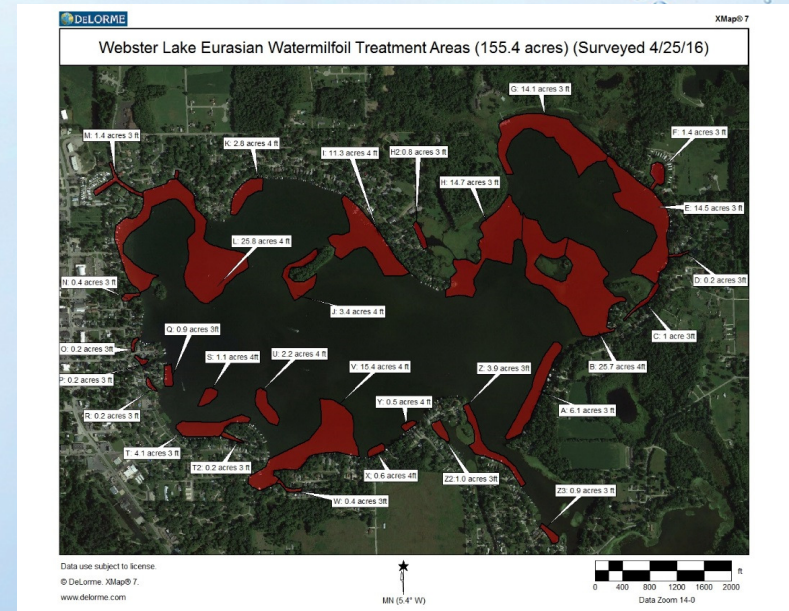 DELORME
XMap® 7
Webster Lake Eurasian Watermilfoil Treatment Areas (155.4 acres) (Surveyed 4/25/16)
G: 14.1 acres 3 ft
M: 1.4 acres 3 ft
F: 1.4 acres 3 ft
K: 2.8 acres 4 ft
I: 11.3 acres 4 ft
H2:0.8 acres 3 ft
H: 14.7 acres 3 ft
E: 14.5 acres 3 ft
L: 25.8 acres 4 ft
N: 0.4 acres 3 ft
D: 0.2 acres 3 ft
J: 3.4 acres 4 ft
C: 1 acre 3ft
Q: 0.9 acres 3ft
O: 0.2 acres 3ft
S: 1.1 acres 4ft
U: 2.2 acres 4 ft
V: 15.4 acres 4 ft
Z: 3.9 acres 3ft
B: 25.7 acres 4ft
P: 0.2 acres 3ft
Y: 0.5 acres 4 ft
A: 6.1 acres 3 ft
R: 0.2 acres 3 ft
T: 4.1 acres 3 ft
T2: 0.2 acres 3 ft
X: 0.6 acres 4ft
Z2:1.0 acres 3ft
W: 0.4 acres 3ft
Z3: 0.9 acres 3 ft
Data use subject to license.
© DeLorme. XMap® 7.
www.delorme.com
MN (5.4° W)
ft
0 400 800 1200 1600 2000
Data Zoom 14-0